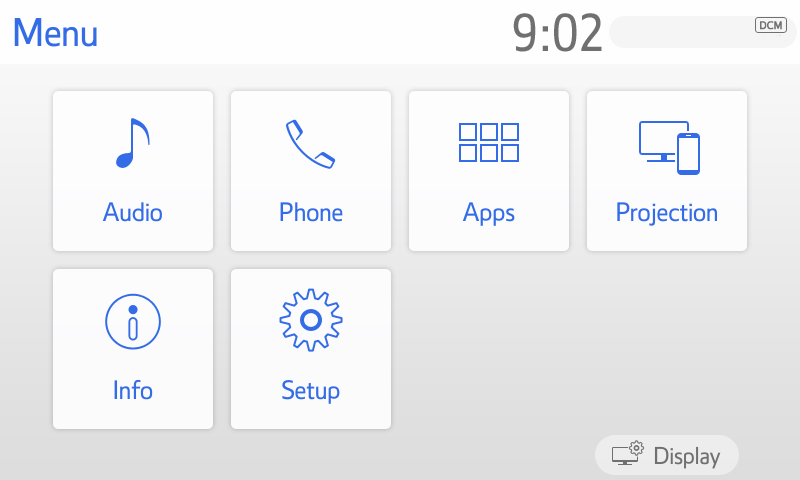 Menu
9:02
DCM
Audio
Phone
Apps
Projection
Info
Setup
Display